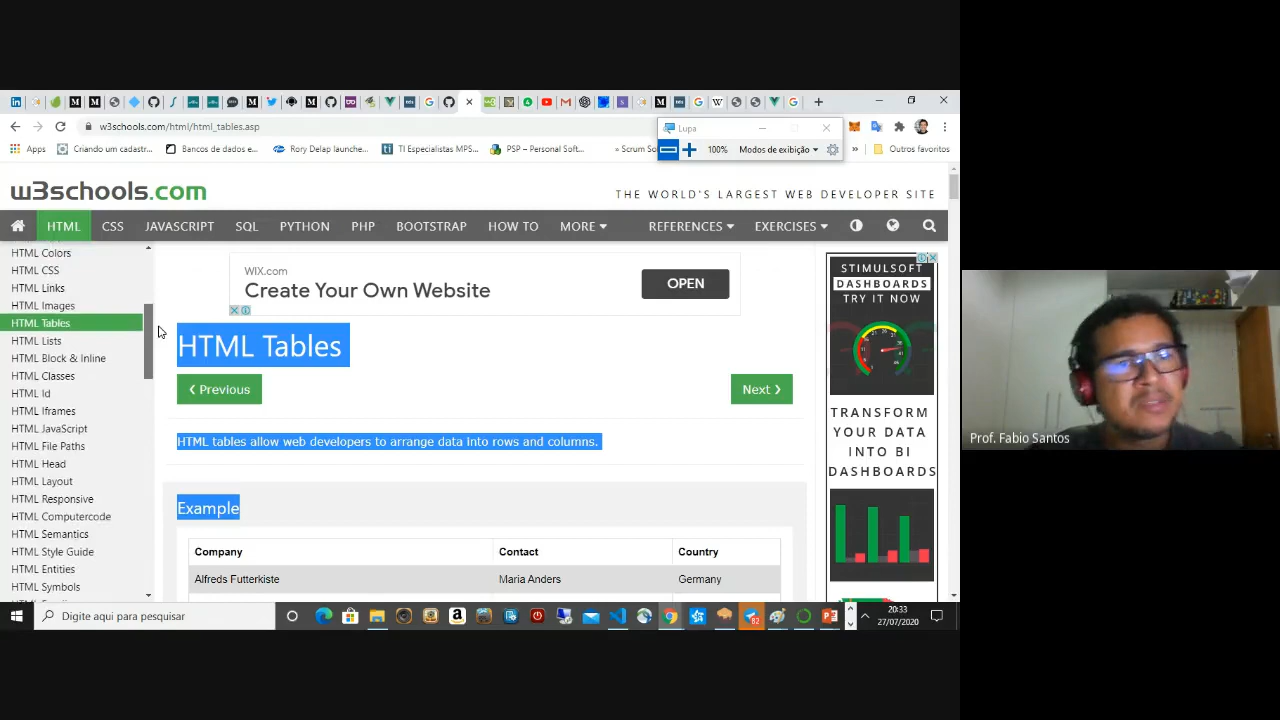 w3schools.com/html/html_tables.asp
Lupa
Apps
Criando um cadastr...
Bancos de dados e...
Rory Delap launche...
TI Especialistas MPS...
PSP – Personal Soft...
» Scrum Sol
100%
Modos de exibição
»
Outros favoritos
w3schools.com
THE WORLD'S LARGEST WEB DEVELOPER SITE
HTML
CSS
JAVASCRIPT
SQL
PYTHON
PHP
BOOTSTRAP
HOW TO
MORE
REFERENCES
EXERCISES
HTML Colors
HTML CSS
HTML Links
HTML Images
HTML Tables
HTML Lists
HTML Block & Inline
HTML Classes
HTML Id
HTML Iframes
HTML JavaScript
HTML File Paths
HTML Head
HTML Layout
HTML Responsive
HTML Computercode
HTML Semantics
HTML Style Guide
HTML Entities
HTML Symbols
WIX.com
Create Your Own Website
OPEN
HTML Tables
❮ Previous
Next ❯
HTML tables allow web developers to arrange data into rows and columns.
Example
Company Contact Country
Alfreds Futterkiste Maria Anders Germany
STIMULSOFT
DASHBOARDS
TRY IT NOW
TRANSFORM
YOUR DATA
INTO BI
DASHBOARDS
Prof. Fabio Santos
Digite aqui para pesquisar
82
20:33
27/07/2020